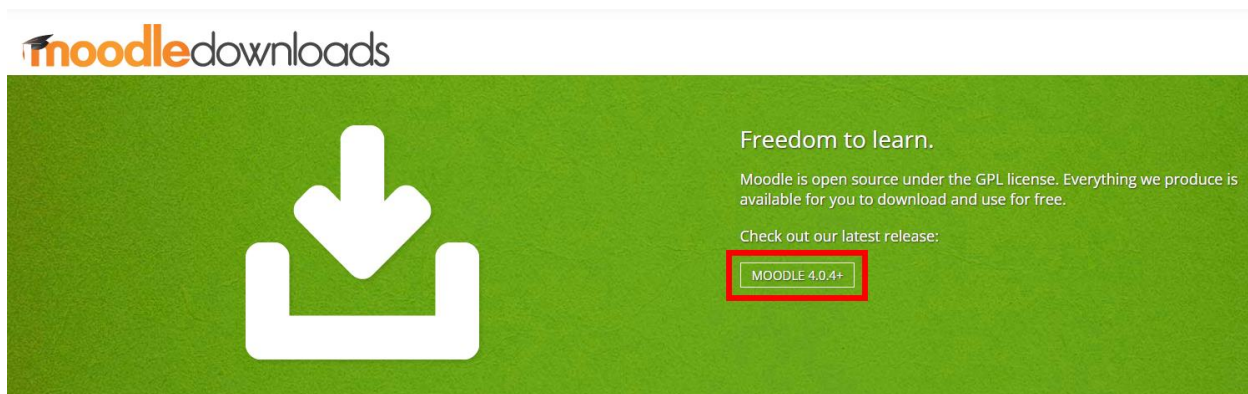 moodledownloads
Freedom to learn.
Moodle is open source under the GPL license. Everything we produce is
available for you to download and use for free.
Check out our latest release:
MOODLE 4.0.4+